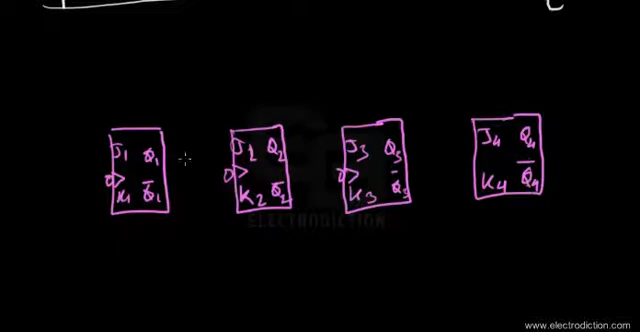 J1 Q1 J2 Q2 J3 Q3 J4 Q4
K1 Q̅1 K2 Q̅2 K3 Q̅3 K4 Q̅4
ELECTRODICTION
www.electrodiction.com